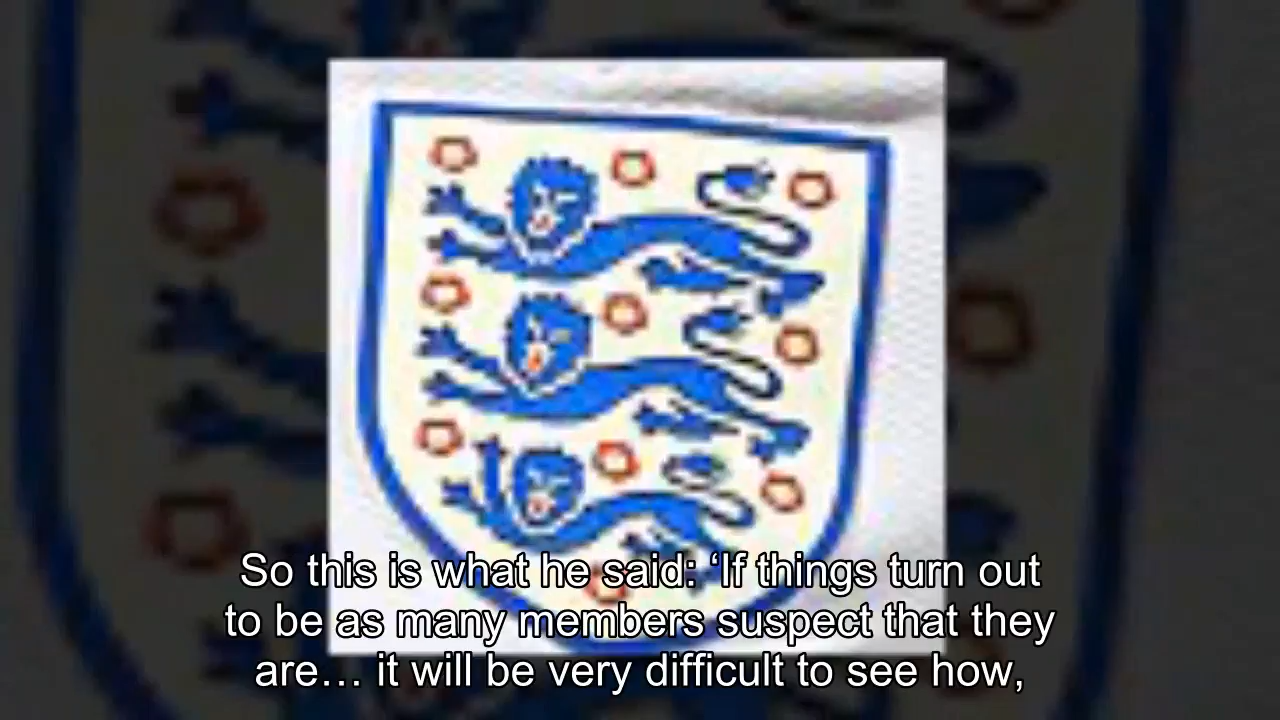 So this is what he said: ‘If things turn out
to be as many members suspect that they
are… it will be very difficult to see how,